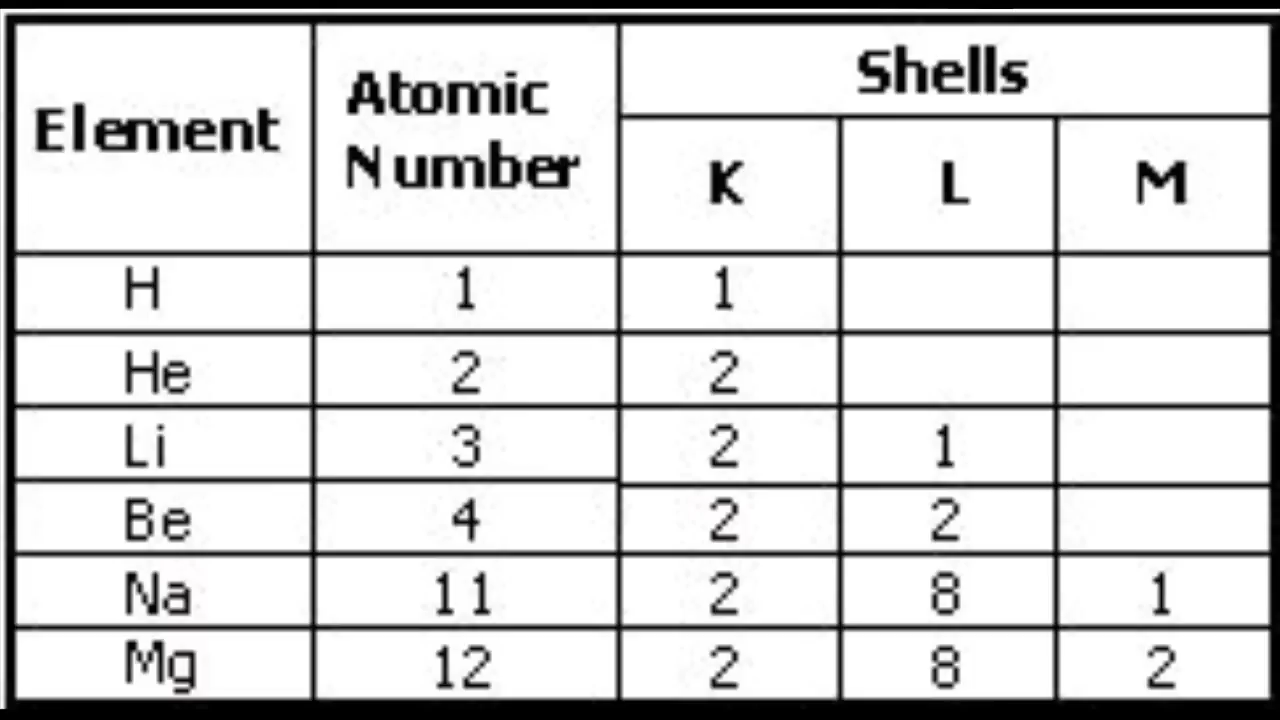 Element Atomic Number Shells
K L M
H 1 1
He 2 2
Li 3 2 1
Be 4 2 2
Na 11 2 8 1
Mg 12 2 8 2